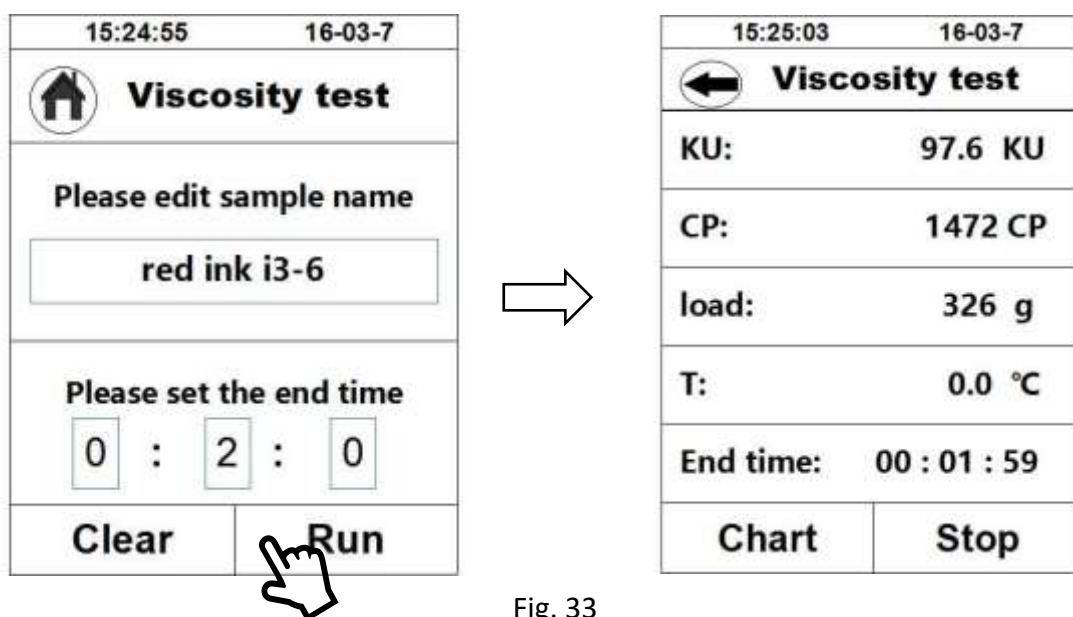 15:24:55 16-03-7
Viscosity test
Please edit sample name
red ink i3-6
Please set the end time
0 : 2 : 0
Clear Run
15:25:03 16-03-7
Viscosity test
KU: 97.6 KU
CP: 1472 CP
load: 326 g
T: 0.0 ℃
End time: 00 : 01 : 59
Chart Stop
Fig. 33